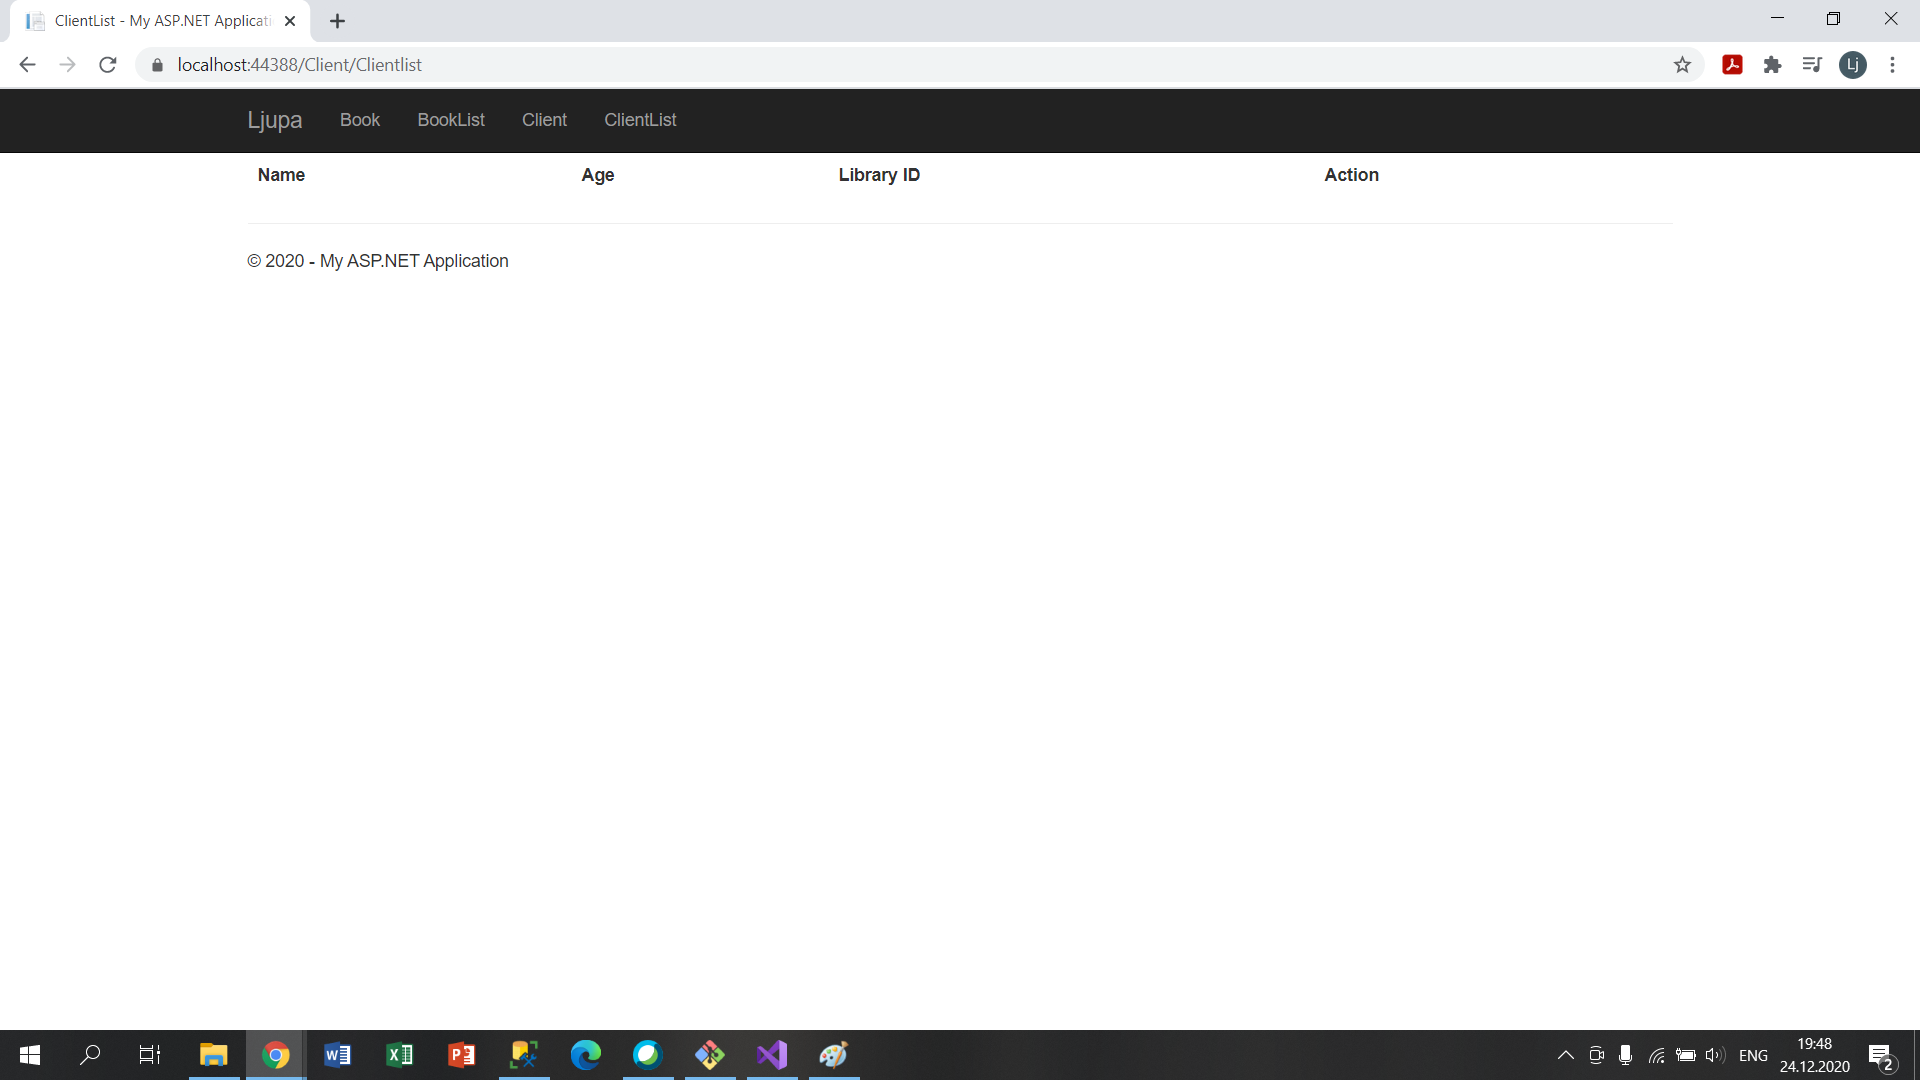 ClientList - My ASP.NET Applicati
localhost:44388/Client/Clientlist
Lj
Ljupa Book BookList Client ClientList
Name Age Library ID Action
© 2020 - My ASP.NET Application
ENG
19:48
24.12.2020
2